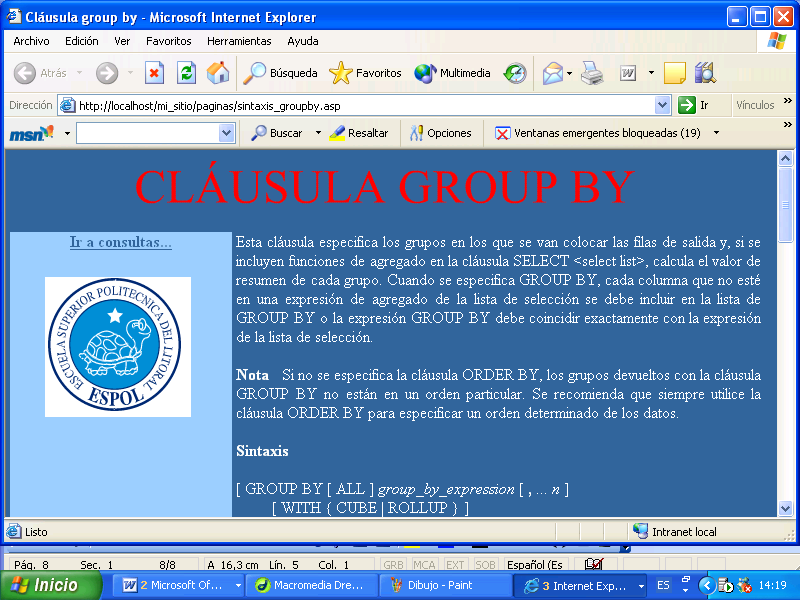 Cláusula group by - Microsoft Internet Explorer
Archivo Edición Ver Favoritos Herramientas Ayuda
Atrás Búsqueda Favoritos Multimedia
Dirección http://localhost/mi_sitio/paginas/sintaxis_groupby.asp Ir Vínculos »
msn Buscar Resaltar Opciones Ventanas emergentes bloqueadas (19) »
CLÁUSULA GROUP BY
Ir a consultas...
ESCUELA SUPERIOR POLITECNICA DEL LITORAL
ESPOL
Esta cláusula especifica los grupos en los que se van colocar las filas de salida y, si se
incluyen funciones de agregado en la cláusula SELECT <select list>, calcula el valor de
resumen de cada grupo. Cuando se especifica GROUP BY, cada columna que no esté
en una expresión de agregado de la lista de selección se debe incluir en la lista de
GROUP BY o la expresión GROUP BY debe coincidir exactamente con la expresión
de la lista de selección.
Nota Si no se especifica la cláusula ORDER BY, los grupos devueltos con la cláusula
GROUP BY no están en un orden particular. Se recomienda que siempre utilice la
cláusula ORDER BY para especificar un orden determinado de los datos.
Sintaxis
[ GROUP BY [ ALL ] group_by_expression [ , ... n ]
[ WITH { CUBE | ROLLUP } ]
Listo Intranet local
Pág. 8 Sec. 1 8/8 A 16,3 cm Lín. 5 Col. 1 GRB MCA EXT SOB Español (Es
Inicio 2 Microsoft Of... Macromedia Dre... Dibujo - Paint 3 Internet Exp... ES 14:19